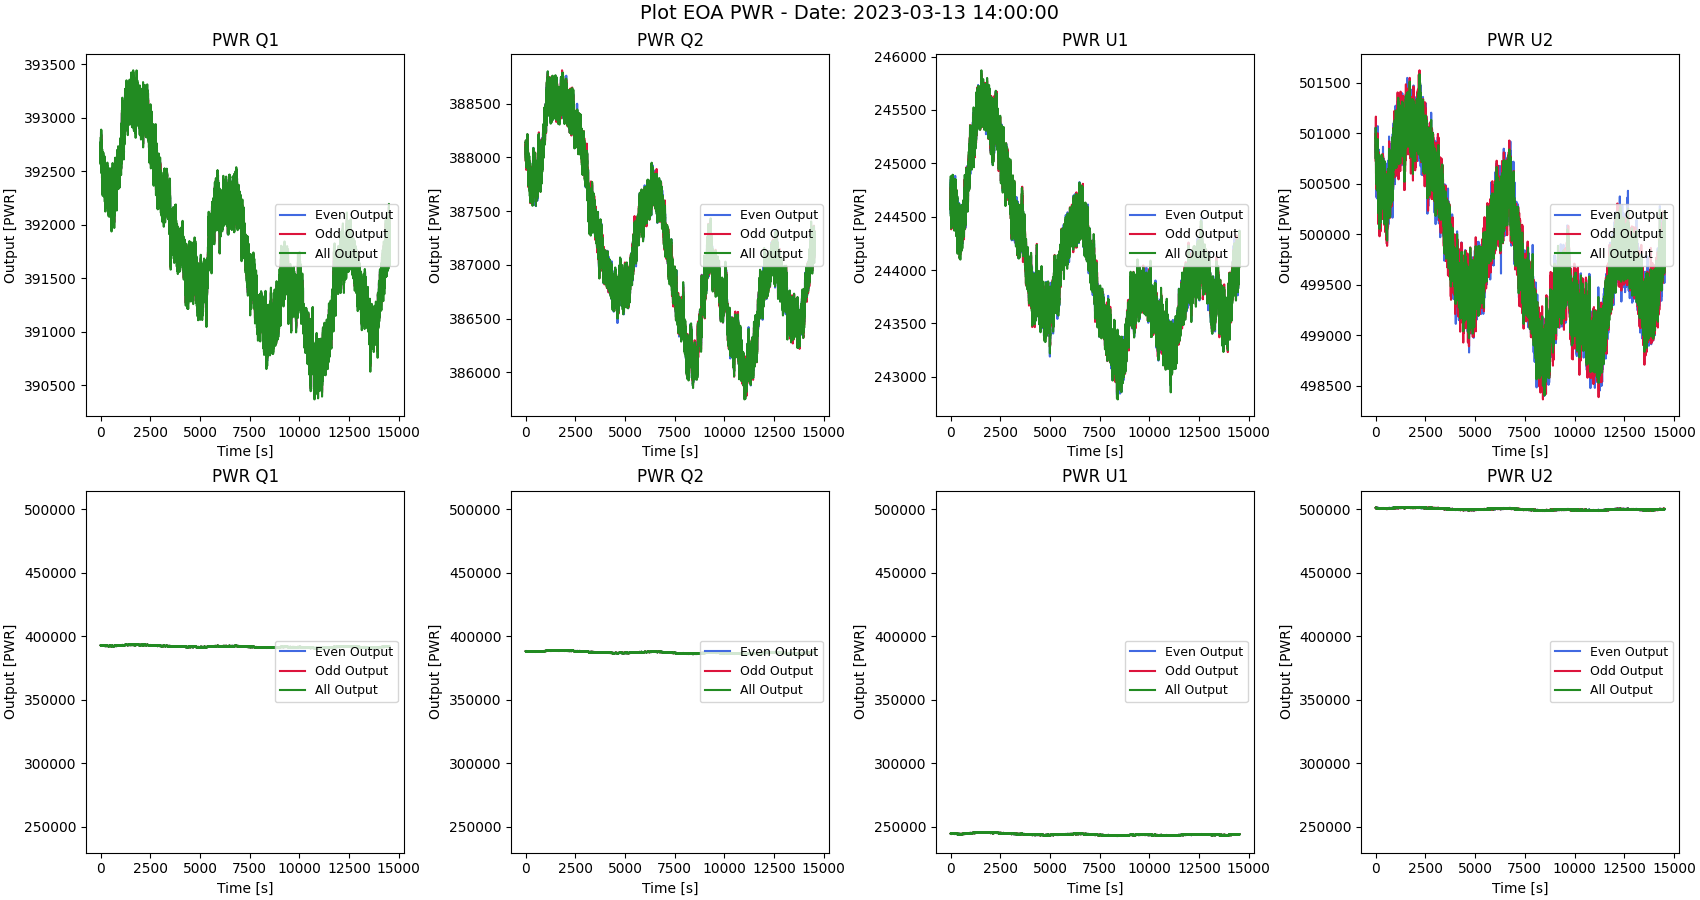 Plot EOA PWR - Date: 2023-03-13 14:00:00
PWR Q1
Output [PWR]
393500
393000
392500
392000
391500
391000
390500
Even Output
Odd Output
All Output
0 2500 5000 7500 10000 12500 15000
Time [s]
PWR Q2
Output [PWR]
388500
388000
387500
387000
386500
386000
Even Output
Odd Output
All Output
0 2500 5000 7500 10000 12500 15000
Time [s]
PWR U1
Output [PWR]
246000
245500
245000
244500
244000
243500
243000
Even Output
Odd Output
All Output
0 2500 5000 7500 10000 12500 15000
Time [s]
PWR U2
Output [PWR]
501500
501000
500500
500000
499500
499000
498500
Even Output
Odd Output
All Output
0 2500 5000 7500 10000 12500 15000
Time [s]
PWR Q1
Output [PWR]
500000
450000
400000
350000
300000
250000
Even Output
Odd Output
All Output
0 2500 5000 7500 10000 12500 15000
Time [s]
PWR Q2
Output [PWR]
500000
450000
400000
350000
300000
250000
Even Output
Odd Output
All Output
0 2500 5000 7500 10000 12500 15000
Time [s]
PWR U1
Output [PWR]
500000
450000
400000
350000
300000
250000
Even Output
Odd Output
All Output
0 2500 5000 7500 10000 12500 15000
Time [s]
PWR U2
Output [PWR]
500000
450000
400000
350000
300000
250000
Even Output
Odd Output
All Output
0 2500 5000 7500 10000 12500 15000
Time [s]